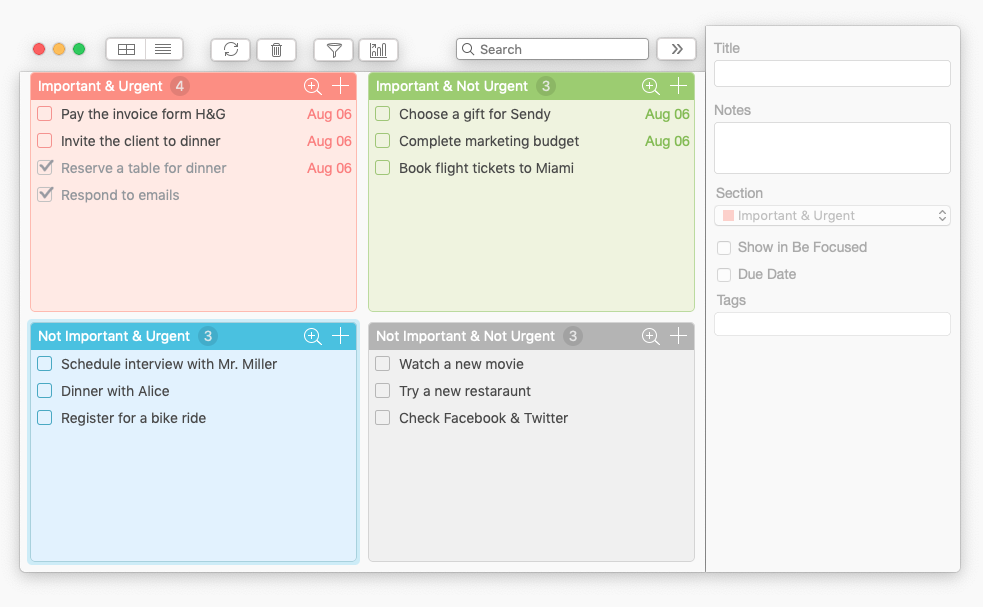 Search
Important & Urgent 4
Pay the invoice form H&G Aug 06
Invite the client to dinner Aug 06
Reserve a table for dinner Aug 06
Respond to emails
Important & Not Urgent 3
Choose a gift for Sendy Aug 06
Complete marketing budget Aug 06
Book flight tickets to Miami
Not Important & Urgent 3
Schedule interview with Mr. Miller
Dinner with Alice
Register for a bike ride
Not Important & Not Urgent 3
Watch a new movie
Try a new restaraunt
Check Facebook & Twitter
Title
Notes
Section
Important & Urgent
Show in Be Focused
Due Date
Tags